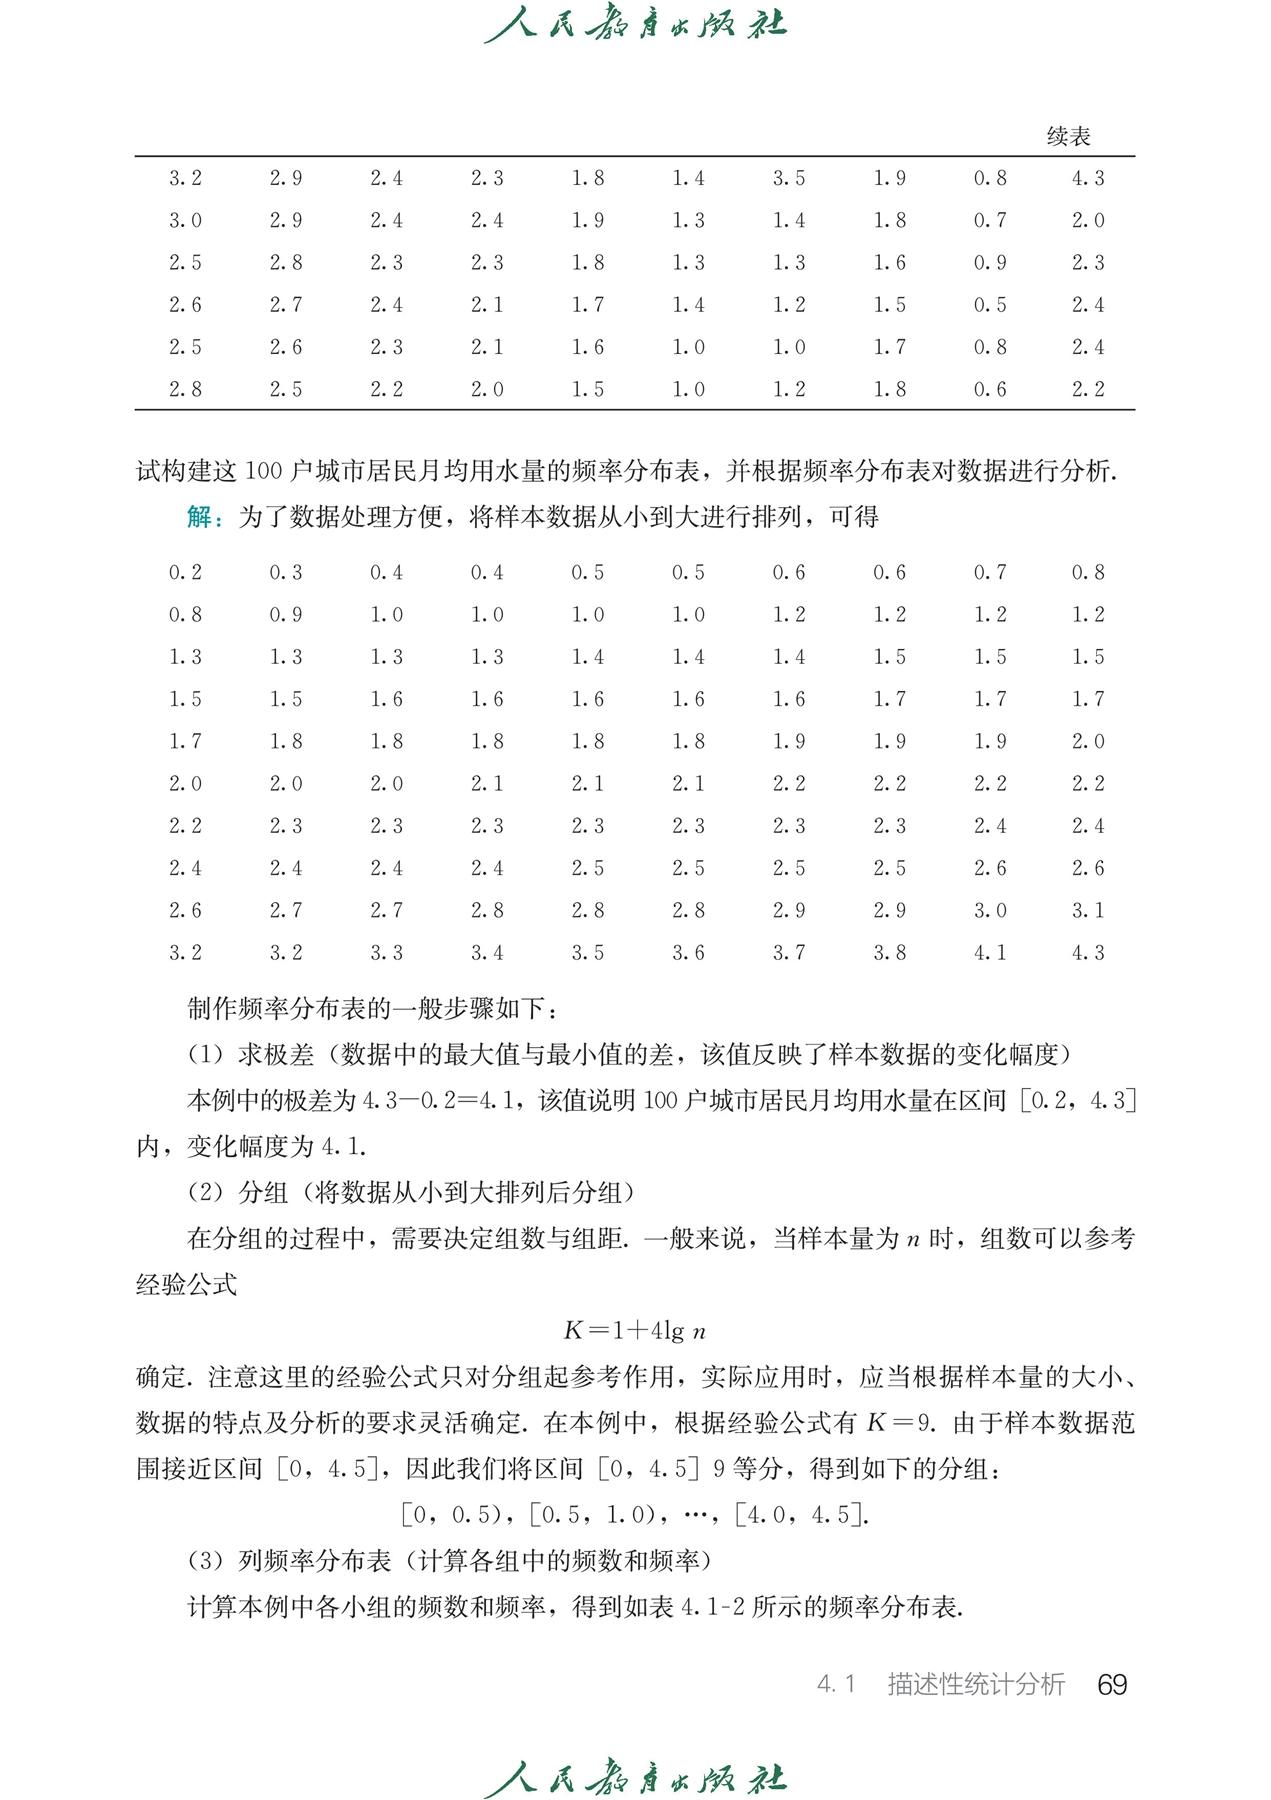 人民教育出版社
续表
3.2 2.9 2.4 2.3 1.8 1.4 3.5 1.9 0.8 4.3
3.0 2.9 2.4 2.4 1.9 1.3 1.4 1.8 0.7 2.0
2.5 2.8 2.3 2.3 1.8 1.3 1.3 1.6 0.9 2.3
2.6 2.7 2.4 2.1 1.7 1.4 1.2 1.5 0.5 2.4
2.5 2.6 2.3 2.1 1.6 1.0 1.0 1.7 0.8 2.4
2.8 2.5 2.2 2.0 1.5 1.0 1.2 1.8 0.6 2.2
试构建这 100 户城市居民月均用水量的频率分布表，并根据频率分布表对数据进行分析.
解：为了数据处理方便，将样本数据从小到大进行排列，可得
0.2 0.3 0.4 0.4 0.5 0.5 0.6 0.6 0.7 0.8
0.8 0.9 1.0 1.0 1.0 1.0 1.2 1.2 1.2 1.2
1.3 1.3 1.3 1.3 1.4 1.4 1.4 1.5 1.5 1.5
1.5 1.5 1.6 1.6 1.6 1.6 1.6 1.7 1.7 1.7
1.7 1.8 1.8 1.8 1.8 1.8 1.9 1.9 1.9 2.0
2.0 2.0 2.0 2.1 2.1 2.1 2.2 2.2 2.2 2.2
2.2 2.3 2.3 2.3 2.3 2.3 2.3 2.3 2.4 2.4
2.4 2.4 2.4 2.4 2.5 2.5 2.5 2.5 2.6 2.6
2.6 2.7 2.7 2.8 2.8 2.8 2.9 2.9 3.0 3.1
3.2 3.2 3.3 3.4 3.5 3.6 3.7 3.8 4.1 4.3
制作频率分布表的一般步骤如下：
（1）求极差（数据中的最大值与最小值的差，该值反映了样本数据的变化幅度）
本例中的极差为 4.3－0.2＝4.1，该值说明 100 户城市居民月均用水量在区间［0.2，4.3］
内，变化幅度为 4.1.
（2）分组（将数据从小到大排列后分组）
在分组的过程中，需要决定组数与组距. 一般来说，当样本量为 n 时，组数可以参考
经验公式
K＝1＋4lg n
确定. 注意这里的经验公式只对分组起参考作用，实际应用时，应当根据样本量的大小、
数据的特点及分析的要求灵活确定. 在本例中，根据经验公式有 K＝9. 由于样本数据范
围接近区间［0，4.5］，因此我们将区间［0，4.5］9 等分，得到如下的分组：
［0，0.5），［0.5，1.0），…，［4.0，4.5］.
（3）列频率分布表（计算各组中的频数和频率）
计算本例中各小组的频数和频率，得到如表 4.1-2 所示的频率分布表.
4.1 描述性统计分析 69
人民教育出版社